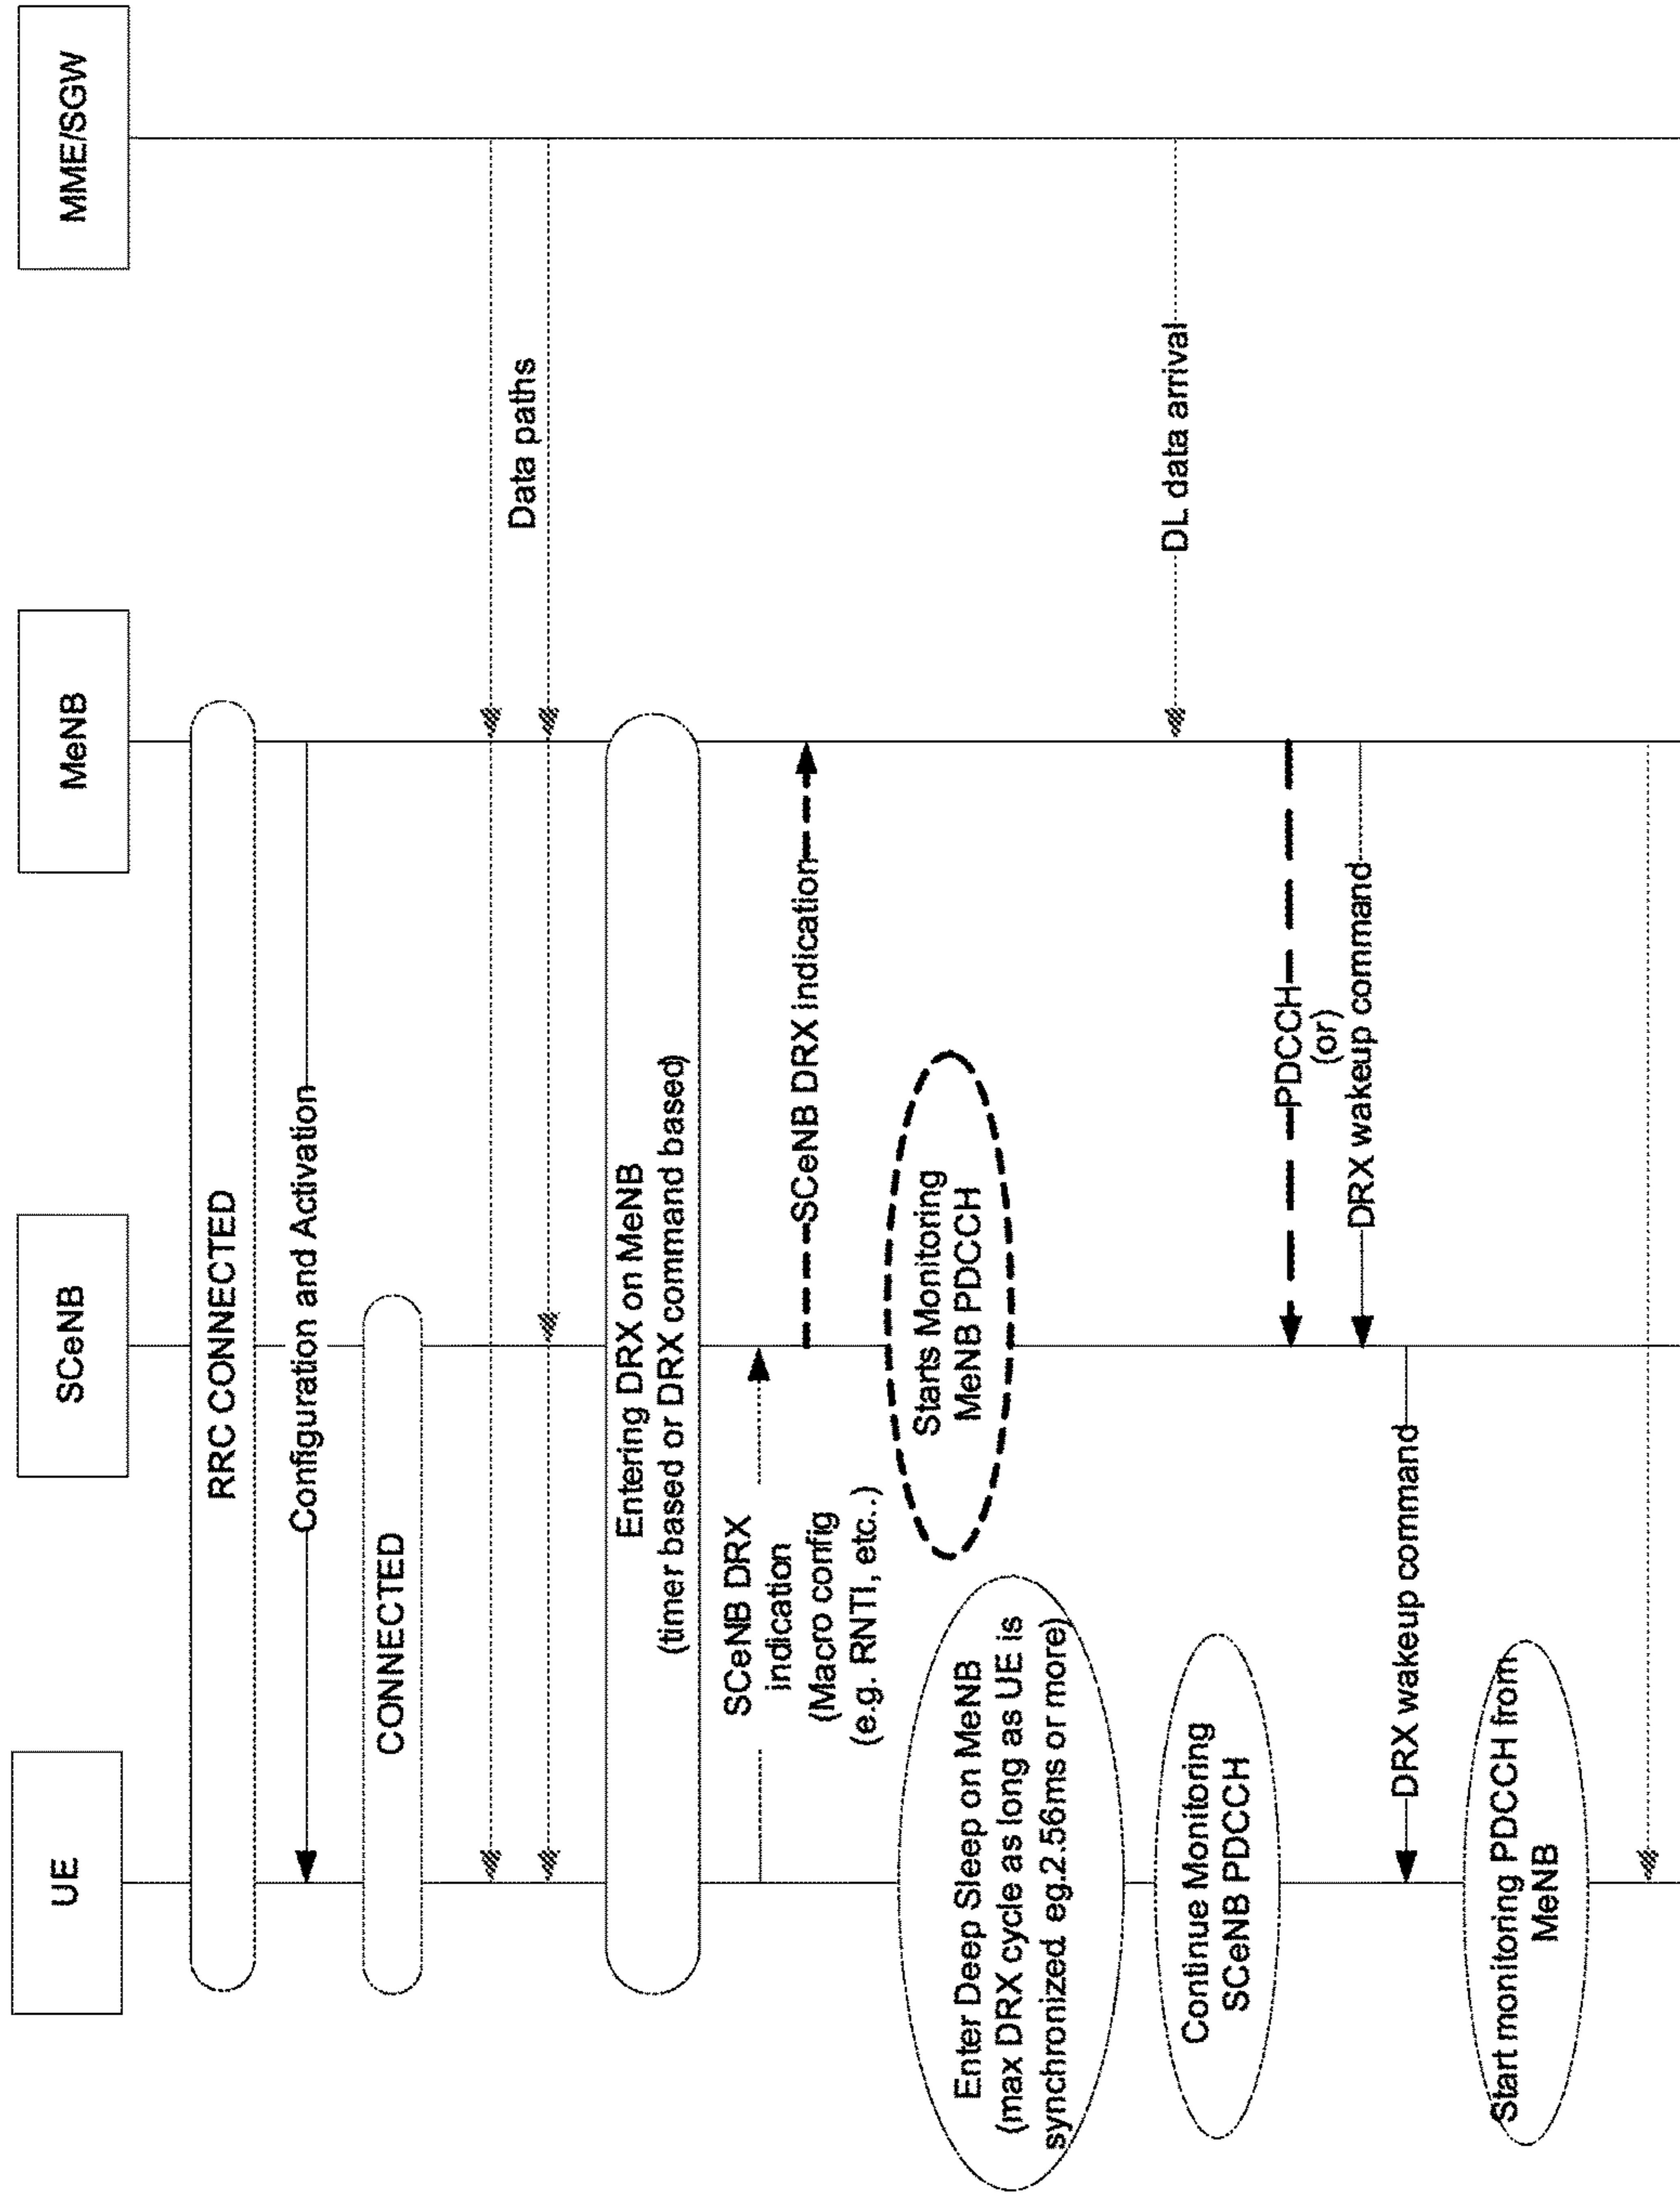 UE
SCeNB
MeNB
MME/SGW
RRC CONNECTED
Configuration and Activation
CONNECTED
Data paths
Entering DRX on MeNB
(timer based or DRX command based)
SCeNB DRX
indication
(Macro config
(e.g. RNTI, etc..)
SCeNB DRX indication
Starts Monitoring
MeNB PDCCH
Enter Deep Sleep on MeNB
(max DRX cycle as long as UE is
synchronized eg.2.56ms or more)
Continue Monitoring
SCeNB PDCCH
DL data arrival
PDCCH
(or)
DRX wakeup command
DRX wakeup command
Start monitoring PDCCH from
MeNB